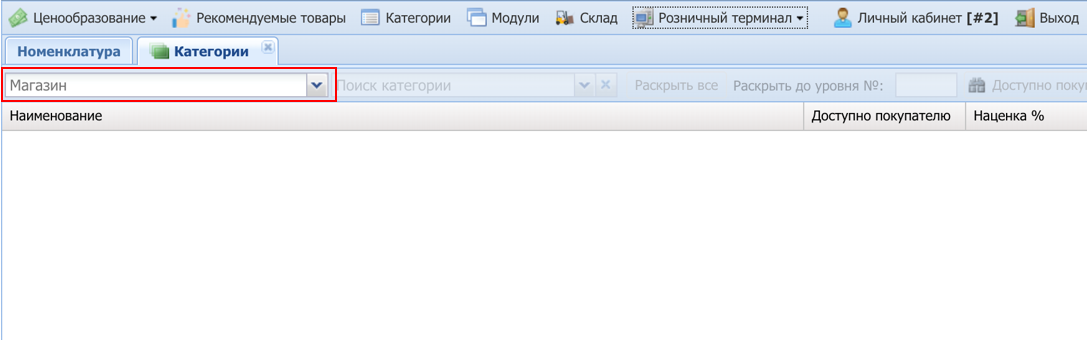 Ценообразование Рекомендуемые товары Категории Модули Склад Розничный терминал Личный кабинет [#2] Выход
Номенклатура Категории
Магазин Поиск категории Раскрыть все Раскрыть до уровня №: Доступно поку
Наименование Доступно покупателю Наценка %